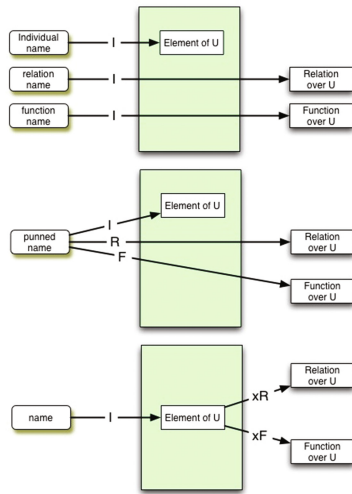 Individual
name
I
Element of U
relation
name
I
Relation
over U
function
name
I
Function
over U
punned
name
I
R
F
Element of U
Relation
over U
Function
over U
name
I
Element of U
xR
xF
Relation
over U
Function
over U